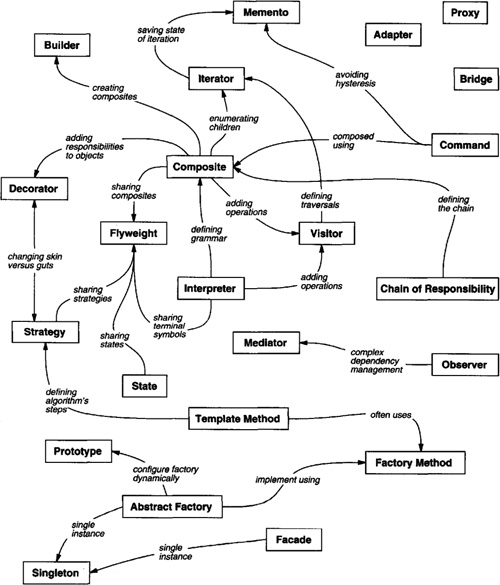 Memento
Proxy
saving state
of iteration
Adapter
Builder
avoiding
hysteresis
Iterator
Bridge
creating
composites
enumerating
children
adding
responsibilities
to objects
composed
using
Command
Composite
Decorator
sharing
composites
adding
operations
defining
traversals
defining
the chain
Flyweight
defining
grammar
Visitor
changing skin
versus guts
Interpreter
adding
operations
Chain of Responsibility
sharing
strategies
sharing
terminal
symbols
Strategy
sharing
states
Mediator
complex
dependency
management
Observer
State
defining
algorithm's
steps
Template Method
often uses
Prototype
configure factory
dynamically
Factory Method
implement using
Abstract Factory
single
instance
Facade
single
instance
Singleton